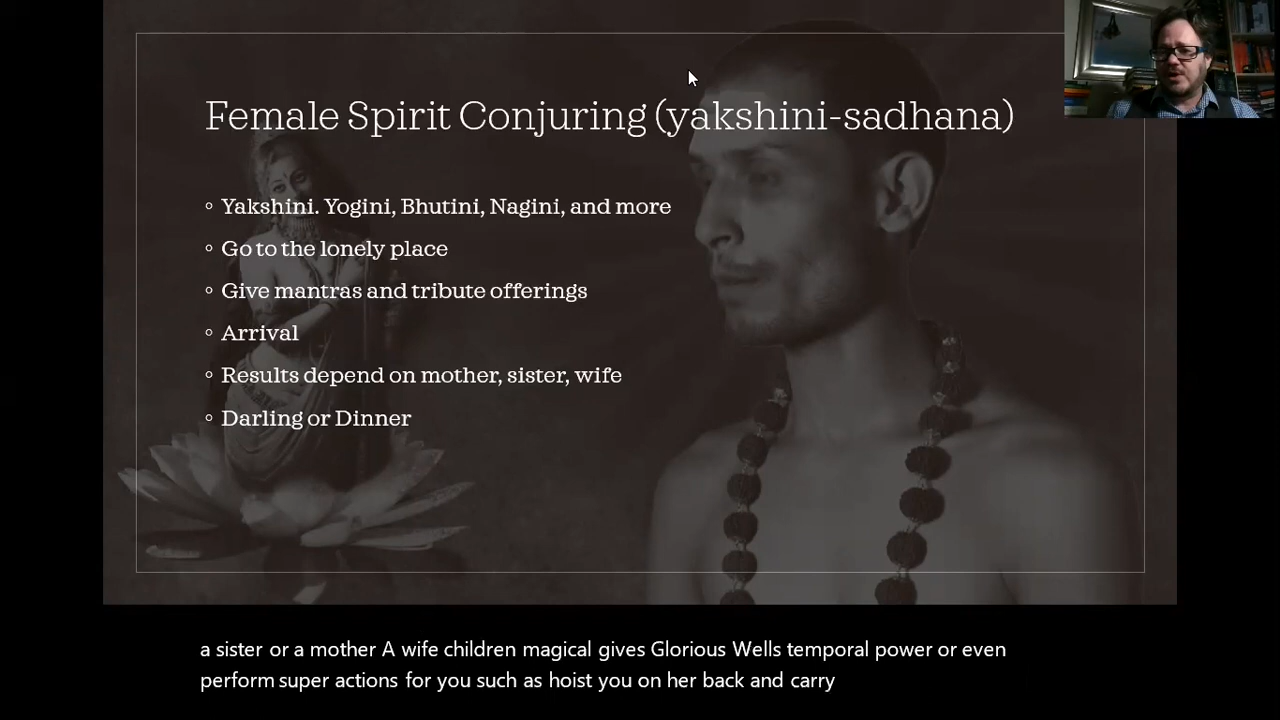 Female Spirit Conjuring (yakshini-sadhana)
Yakshini. Yogini, Bhutini, Nagini, and more
Go to the lonely place
Give mantras and tribute offerings
Arrival
Results depend on mother, sister, wife
Darling or Dinner
a sister or a mother A wife children magical gives Glorious Wells temporal power or even
perform super actions for you such as hoist you on her back and carry